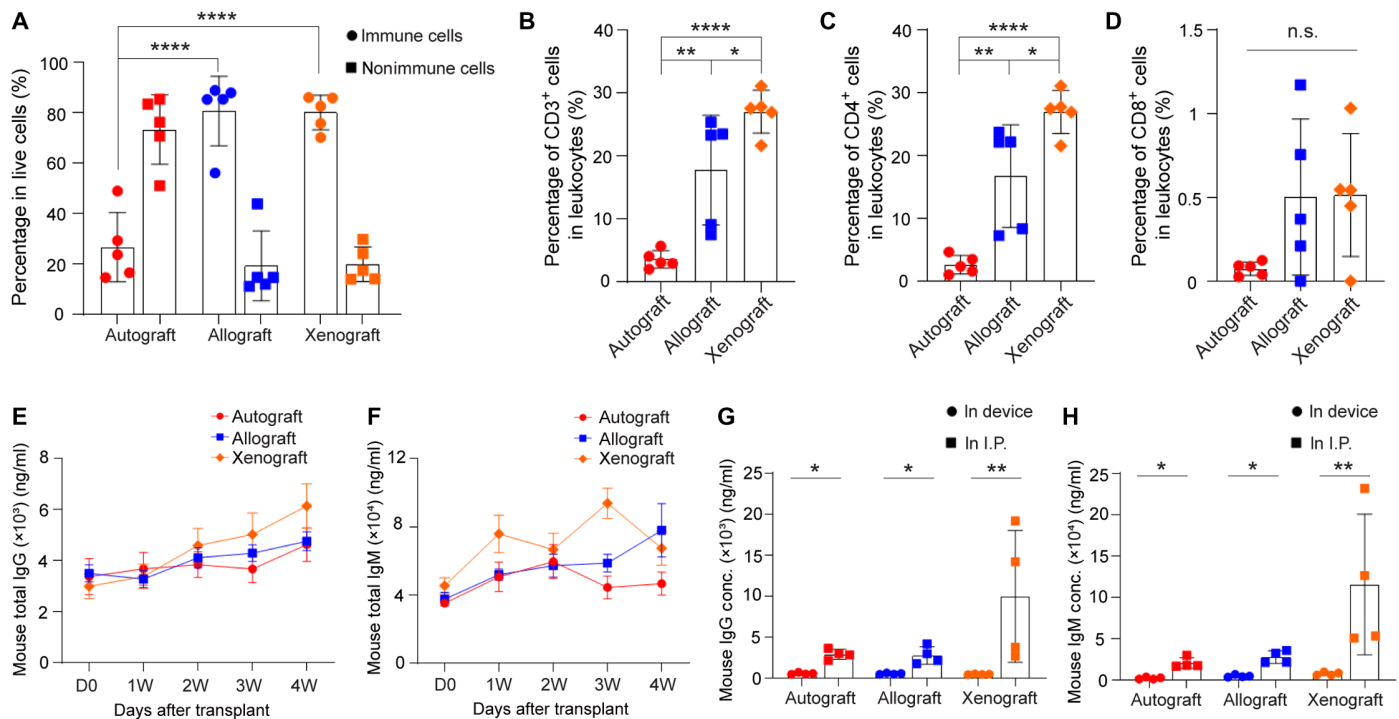 A
****
****
Immune cells
Nonimmune cells
Percentage in live cells (%)
100
80
60
40
20
0
Autograft
Allograft
Xenograft
B
****
**
*
Percentage of CD3⁺ cells
in leukocytes (%)
40
30
20
10
0
Autograft
Allograft
Xenograft
C
****
**
*
Percentage of CD4⁺ cells
in leukocytes (%)
40
30
20
10
0
Autograft
Allograft
Xenograft
D
n.s.
Percentage of CD8⁺ cells
in leukocytes (%)
1.5
1
0.5
0
Autograft
Allograft
Xenograft
E
Autograft
Allograft
Xenograft
Mouse total IgG (×10³) (ng/ml)
8
6
4
2
0
D0 1W 2W 3W 4W
Days after transplant
F
Autograft
Allograft
Xenograft
Mouse total IgM (×10⁴) (ng/ml)
12
8
4
0
D0 1W 2W 3W 4W
Days after transplant
G
In device
In I.P.
*
*
**
Mouse IgG conc. (×10³) (ng/ml)
25
20
15
10
5
0
Autograft
Allograft
Xenograft
H
In device
In I.P.
*
*
**
Mouse IgM conc. (×10⁴) (ng/ml)
25
20
15
10
5
0
Autograft
Allograft
Xenograft